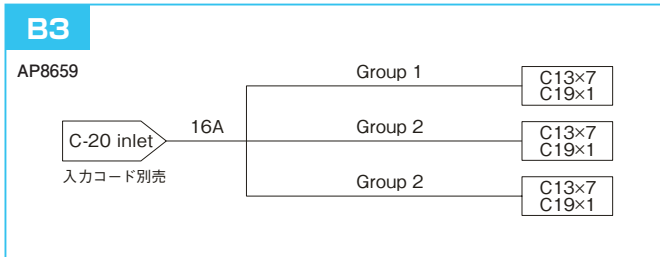 B3
AP8659
Group 1
C13×7
C19×1
C-20 inlet
16A
Group 2
C13×7
C19×1
入力コード別売
Group 2
C13×7
C19×1